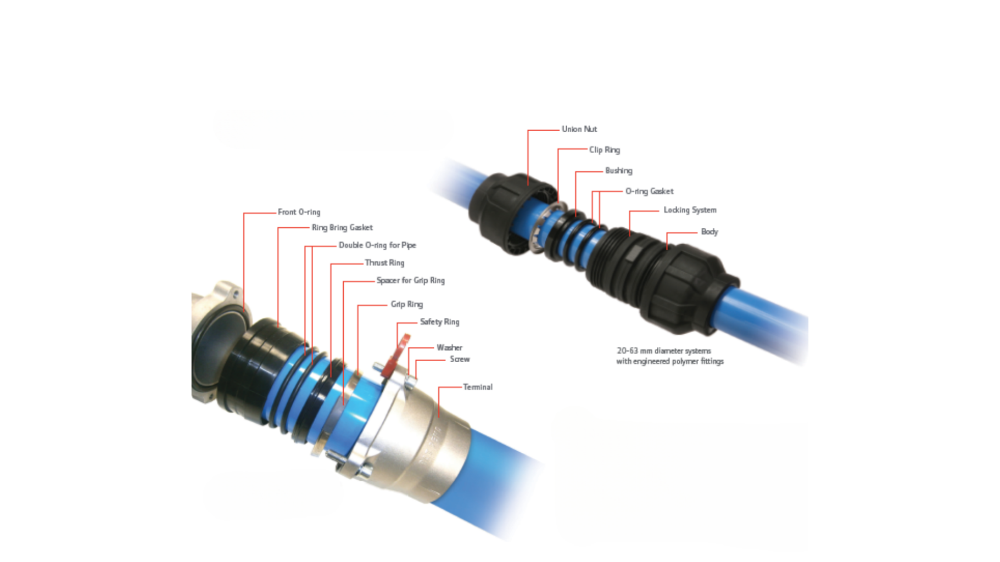 Union Nut
Clip Ring
Bushing
O-ring Gasket
Locking System
Body
20-63 mm diameter systems
with engineered polymer fittings
Front O-ring
Ring Bring Gasket
Double O-ring for Pipe
Thrust Ring
Spacer for Grip Ring
Grip Ring
Safety Ring
Washer
Screw
Terminal